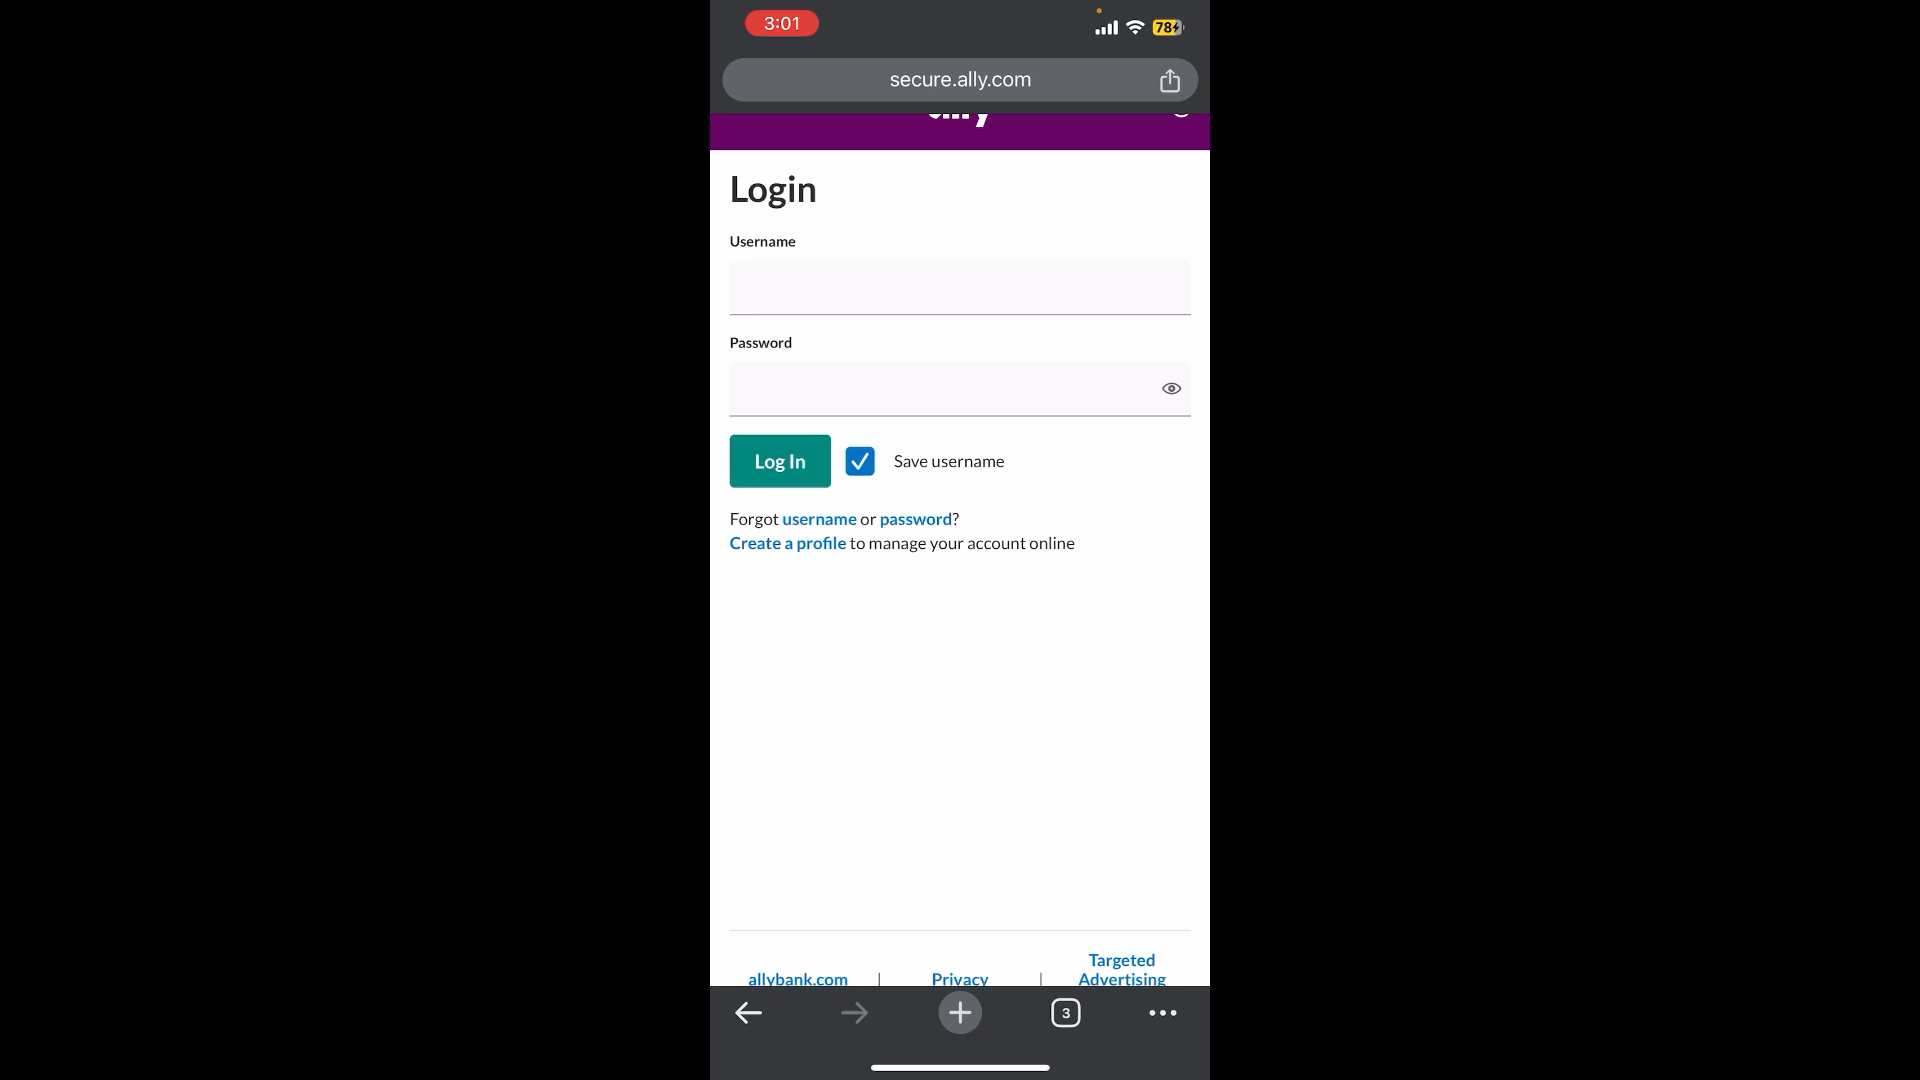 3:01
78
secure.ally.com
ally
Login
Username
Password
Log In
Save username
Forgot username or password?
Create a profile to manage your account online
Targeted
allybank.com | Privacy | Advertising
3